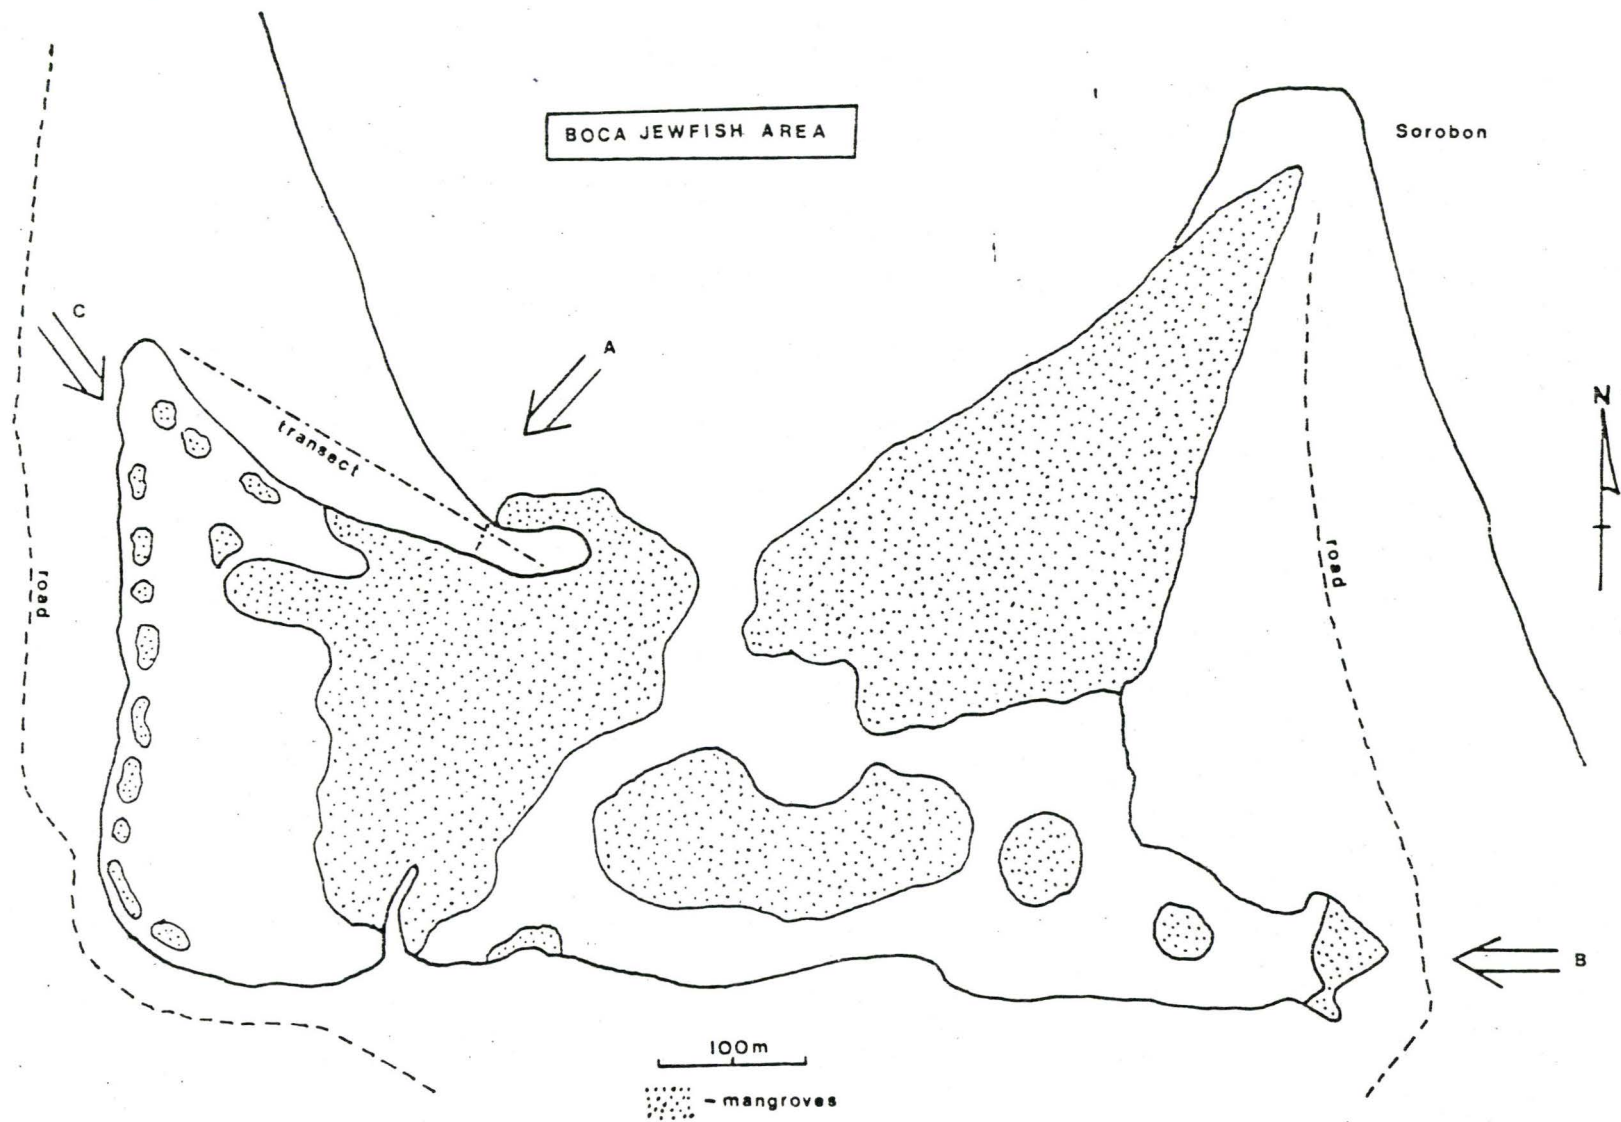 BOCA JEWFISH AREA
Sorobon
C
A
N
transect
road
road
B
100m
- mangroves